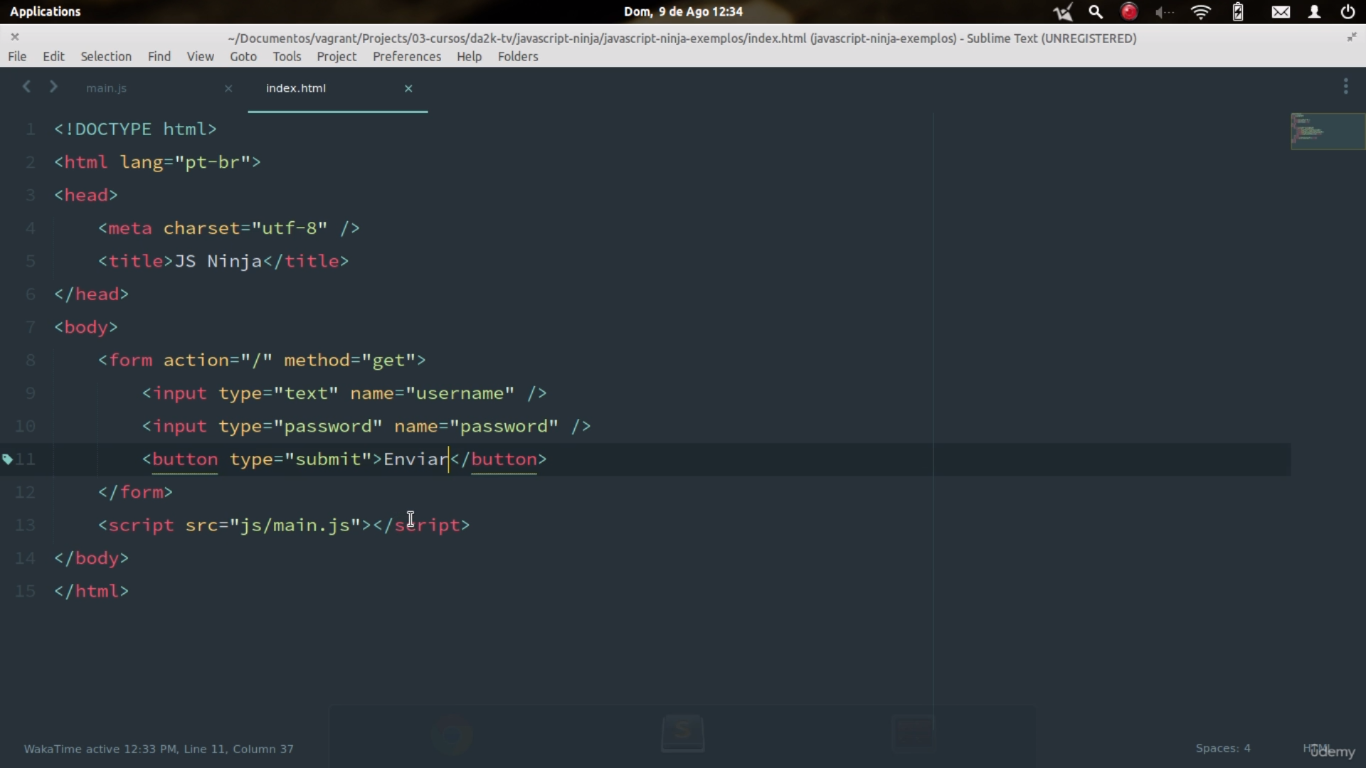 Applications
Dom, 9 de Ago 12:34
~/Documentos/vagrant/Projects/03-cursos/da2k-tv/javascript-ninja/javascript-ninja-exemplos/index.html (javascript-ninja-exemplos) - Sublime Text (UNREGISTERED)
File Edit Selection Find View Goto Tools Project Preferences Help Folders
main.js
index.html
1 <!DOCTYPE html>
2 <html lang="pt-br">
3 <head>
4 <meta charset="utf-8" />
5 <title>JS Ninja</title>
6 </head>
7 <body>
8 <form action="/" method="get">
9 <input type="text" name="username" />
10 <input type="password" name="password" />
11 <button type="submit">Enviar</button>
12 </form>
13 <script src="js/main.js"></script>
14 </body>
15 </html>
WakaTime active 12:33 PM, Line 11, Column 37
Spaces: 4
HTML
Udemy